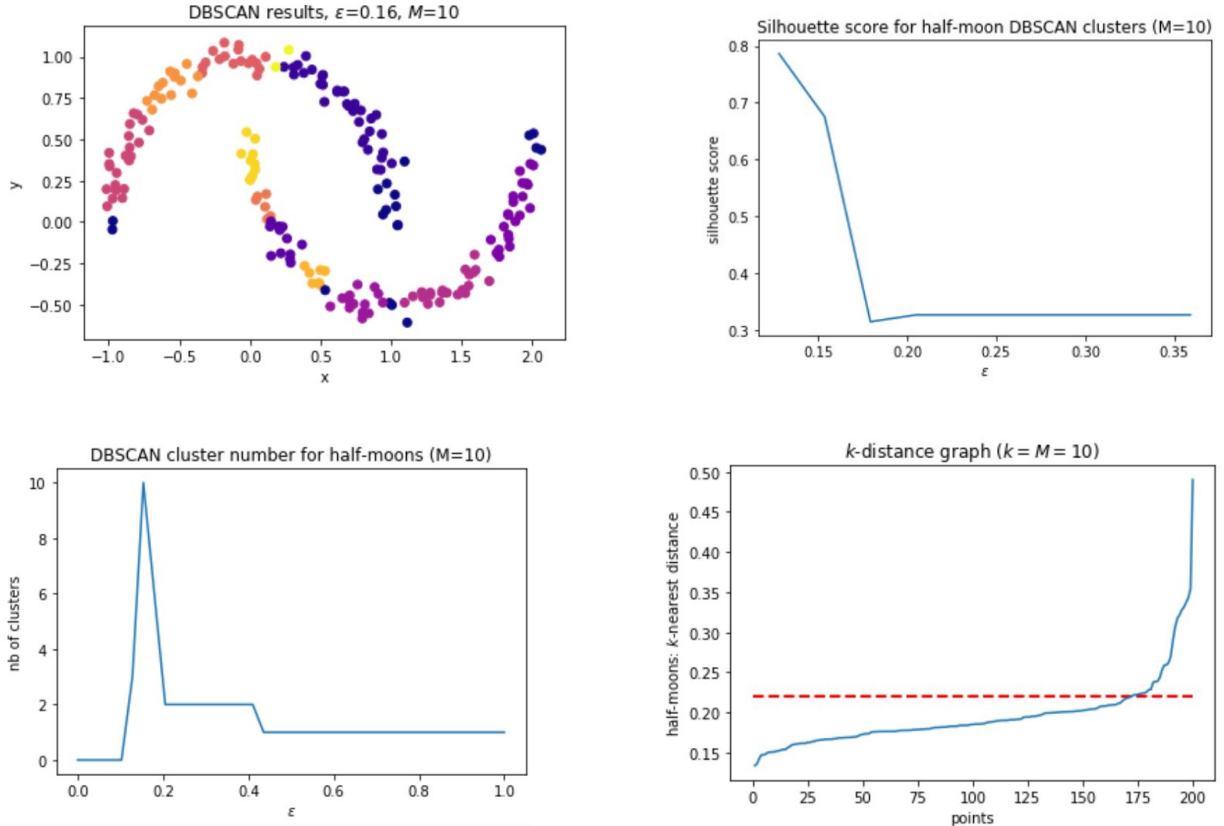 DBSCAN results, ε=0.16, M=10
1.00
0.75
0.50
0.25
0.00
−0.25
−0.50
y
−1.0 −0.5 0.0 0.5 1.0 1.5 2.0
x
Silhouette score for half-moon DBSCAN clusters (M=10)
0.8
0.7
0.6
0.5
0.4
0.3
silhouette score
0.15 0.20 0.25 0.30 0.35
ε
DBSCAN cluster number for half-moons (M=10)
10
8
6
4
2
0
nb of clusters
0.0 0.2 0.4 0.6 0.8 1.0
ε
k-distance graph (k = M = 10)
0.50
0.45
0.40
0.35
0.30
0.25
0.20
0.15
half-moons: k-nearest distance
0 25 50 75 100 125 150 175 200
points